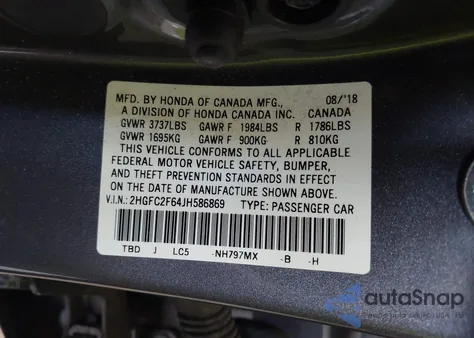 MFD. BY HONDA OF CANADA MFG., 08/'18
A DIVISION OF HONDA CANADA INC. CANADA
GVWR 3737LBS GAWR F 1984LBS R 1786LBS
GVWR 1695KG GAWR F 900KG R 810KG
THIS VEHICLE CONFORMS TO ALL APPLICABLE
FEDERAL MOTOR VEHICLE SAFETY, BUMPER,
AND THEFT PREVENTION STANDARDS IN EFFECT
ON THE DATE OF MANUFACTURE SHOWN ABOVE.
V.I.N.:2HGFC2F64JH586869 TYPE: PASSENGER CAR
TBD J LC5 -NH797MX -B -H
autoSnap